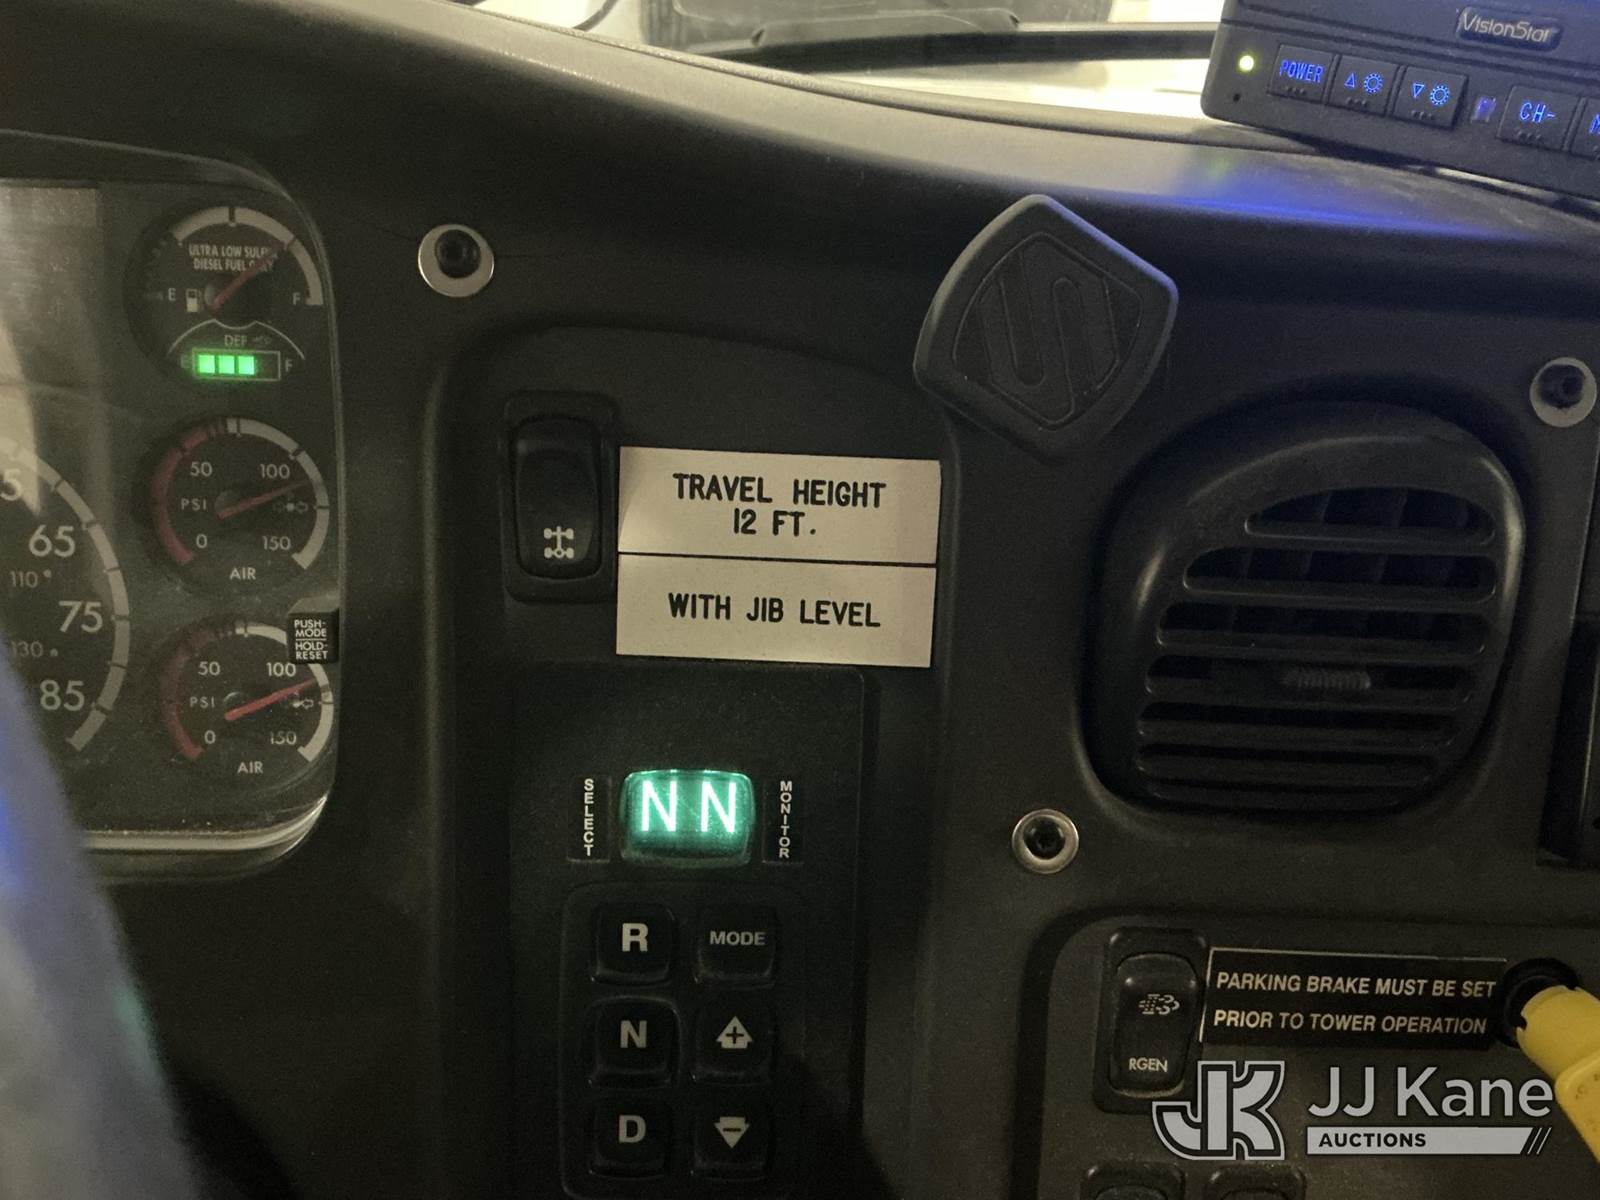 VisionStar
POWER
CH-
ULTRA LOW SULFUR
DIESEL FUEL ONLY
E
F
DEF
E
F
50
100
PSI
0
150
AIR
65
110
75
130
85
PUSH-
MODE
HOLD-
RESET
50
100
PSI
0
150
AIR
TRAVEL HEIGHT
12 FT.
WITH JIB LEVEL
SELECT
NN
MONITOR
R
MODE
N
D
PARKING BRAKE MUST BE SET
PRIOR TO TOWER OPERATION
RGEN
JJ Kane
AUCTIONS